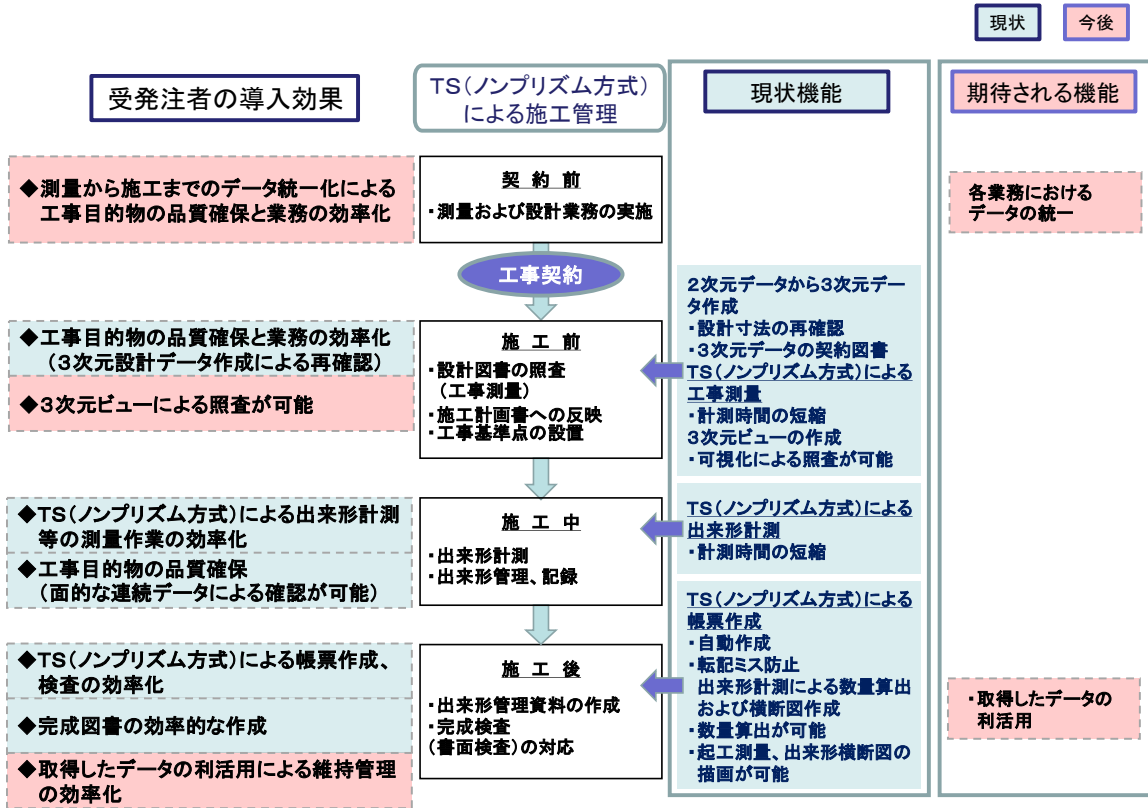 現状
今後
受発注者の導入効果
TS(ノンプリズム方式)
による施工管理
現状機能
期待される機能
◆測量から施工までのデータ統一化による
工事目的物の品質確保と業務の効率化
契 約 前
・測量および設計業務の実施
各業務における
データの統一
工事契約
◆工事目的物の品質確保と業務の効率化
(3次元設計データ作成による再確認)
◆3次元ビューによる照査が可能
施 工 前
・設計図書の照査
(工事測量)
・施工計画書への反映
・工事基準点の設置
2次元データから3次元デー
タ作成
・設計寸法の再確認
・3次元データの契約図書
TS(ノンプリズム方式)による
工事測量
・計測時間の短縮
3次元ビューの作成
・可視化による照査が可能
◆TS(ノンプリズム方式)による出来形計測
等の測量作業の効率化
◆工事目的物の品質確保
(面的な連続データによる確認が可能)
施 工 中
・出来形計測
・出来形管理、記録
TS(ノンプリズム方式)による
出来形計測
・計測時間の短縮
◆TS(ノンプリズム方式)による帳票作成、
検査の効率化
◆完成図書の効率的な作成
◆取得したデータの利活用による維持管理
の効率化
施 工 後
・出来形管理資料の作成
・完成検査
(書面検査)の対応
TS(ノンプリズム方式)による
帳票作成
・自動作成
・転記ミス防止
出来形計測による数量算出
および横断図作成
・数量算出が可能
・起工測量、出来形横断図の
描画が可能
・取得したデータの
利活用